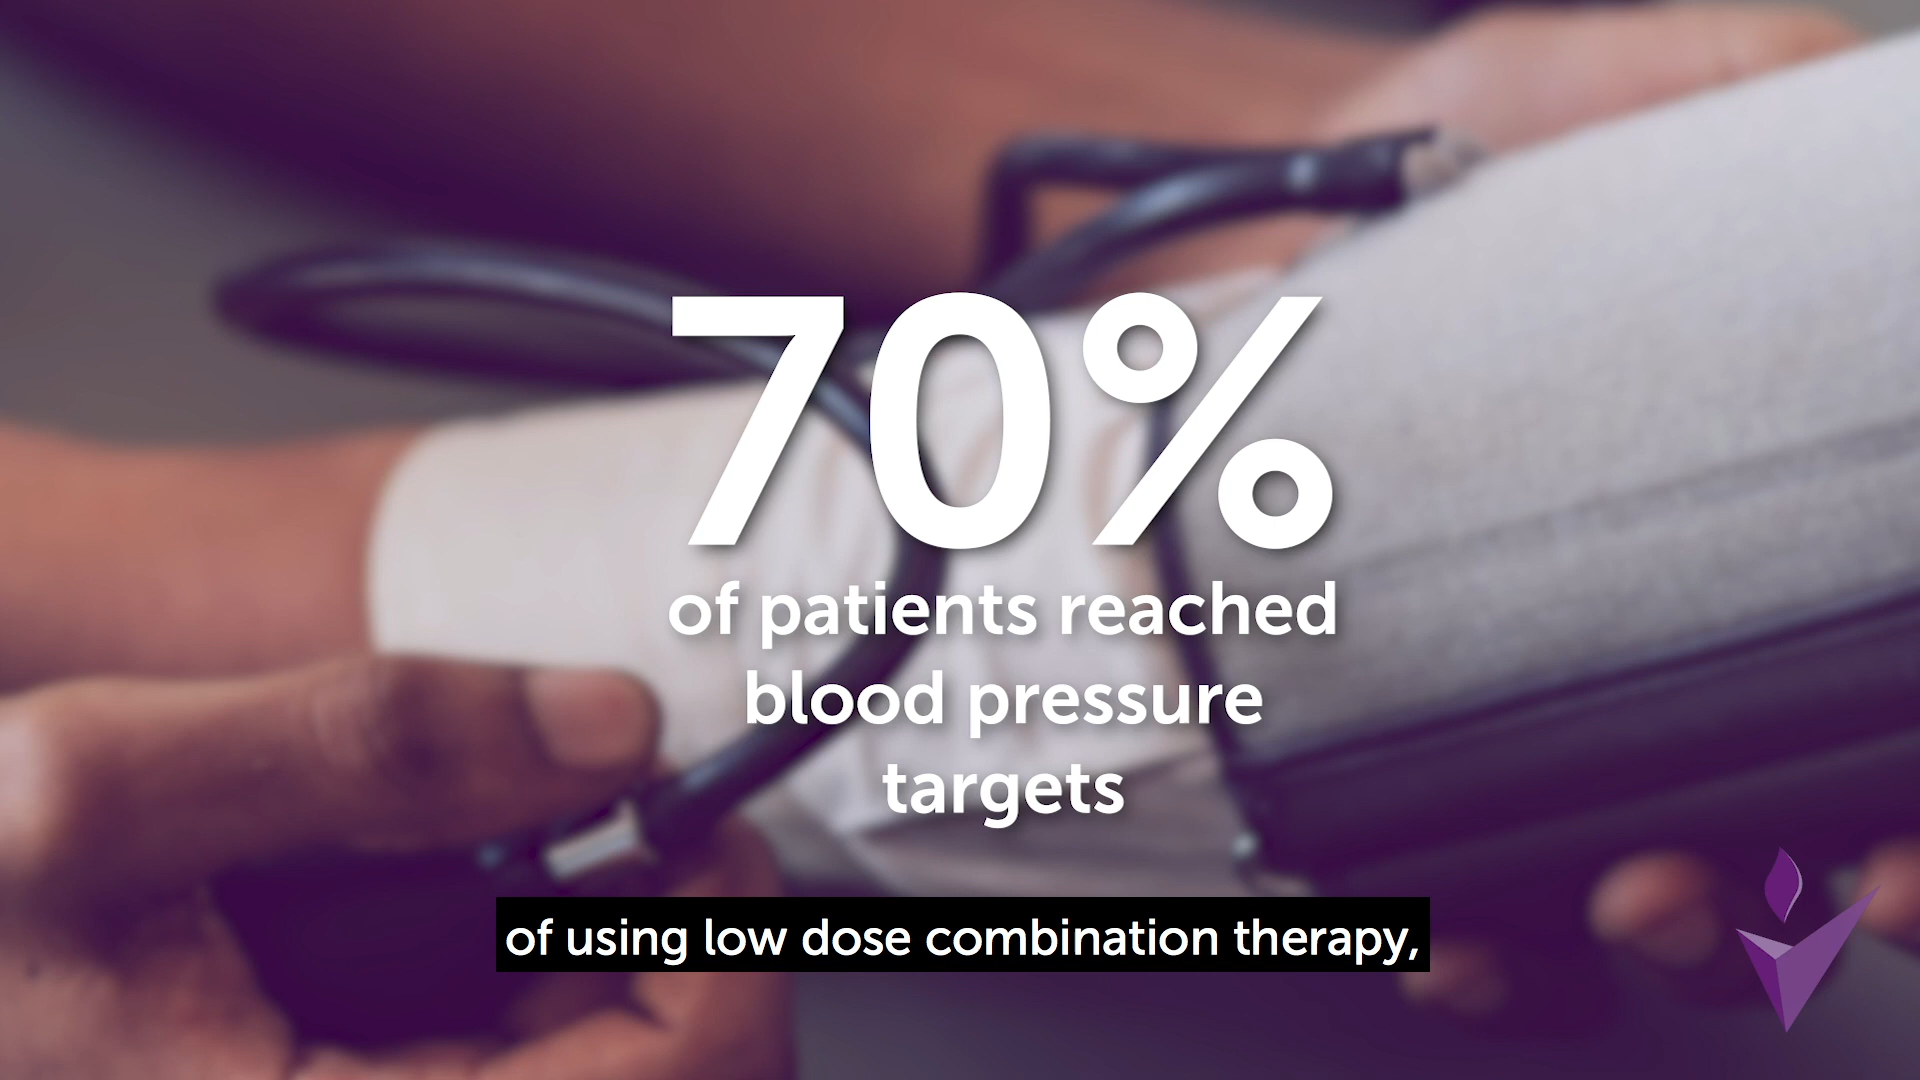 70%
of patients reached
blood pressure
targets
of using low dose combination therapy,